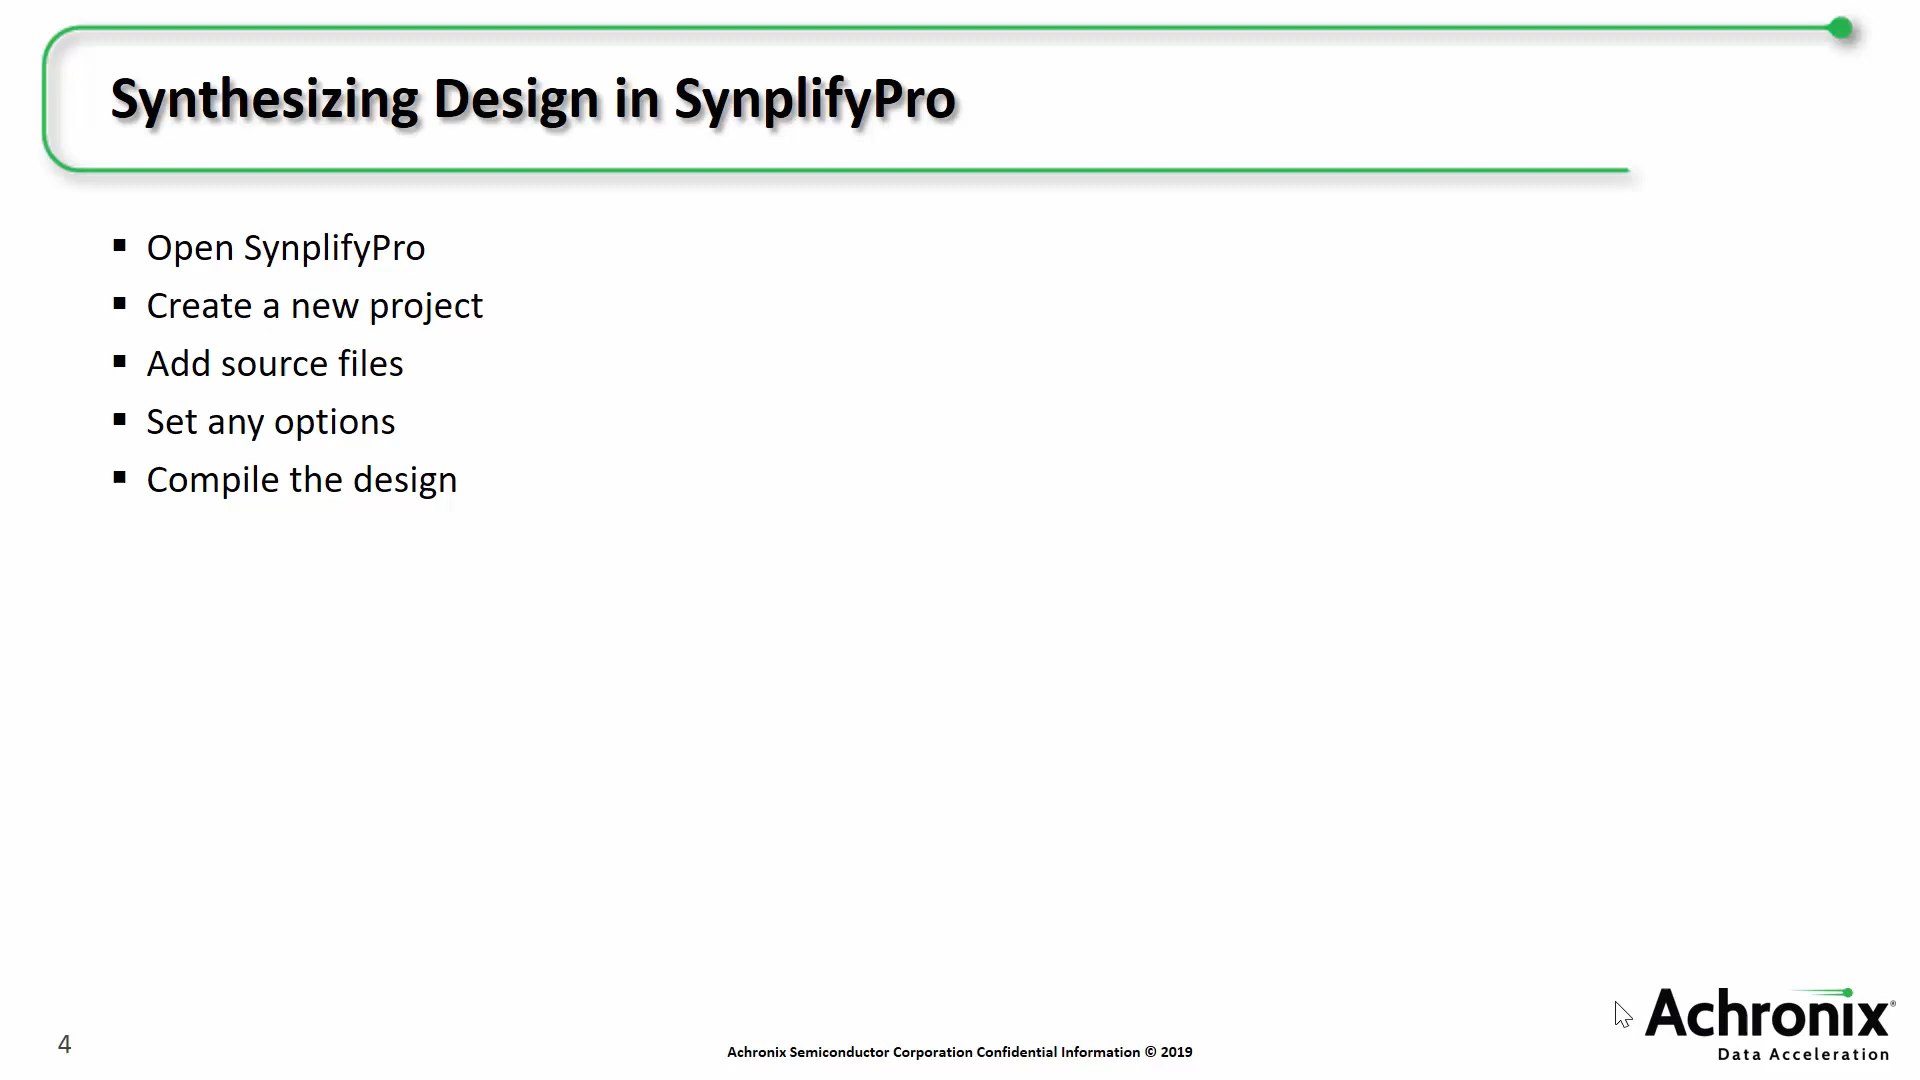 Synthesizing Design in SynplifyPro
▪ Open SynplifyPro
▪ Create a new project
▪ Add source files
▪ Set any options
▪ Compile the design
4
Achronix Semiconductor Corporation Confidential Information © 2019
Achronix®
Data Acceleration